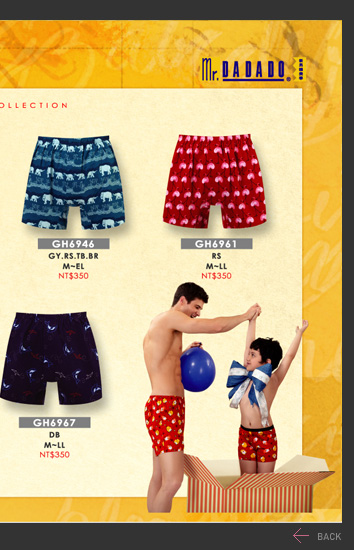 Mr. DADADO®
OLLECTION
GH6946
GY.RS.TB.BR
M~EL
NT$350
GH6961
RS
M~LL
NT$350
GH6967
DB
M~LL
NT$350
BACK